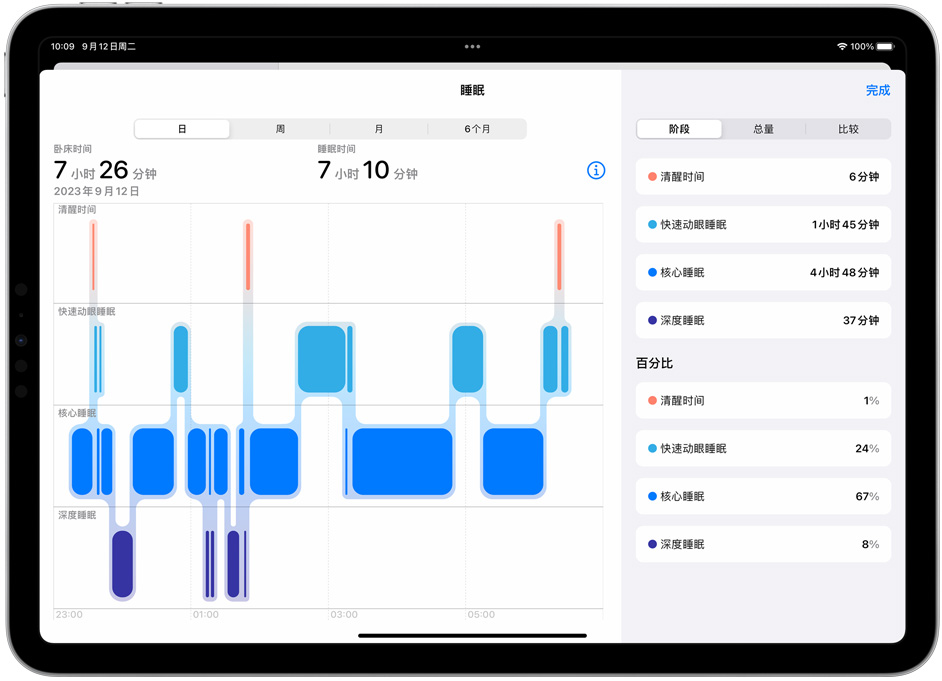 10:09 9月12日周二
100%
睡眠
完成
日 周 月 6个月
阶段 总量 比较
卧床时间 睡眠时间
7 小时 26 分钟 7 小时 10 分钟
2023年9月12日
清醒时间
快速动眼睡眠
核心睡眠
深度睡眠
23:00 01:00 03:00 05:00
清醒时间 6分钟
快速动眼睡眠 1小时45分钟
核心睡眠 4小时48分钟
深度睡眠 37分钟
百分比
清醒时间 1%
快速动眼睡眠 24%
核心睡眠 67%
深度睡眠 8%